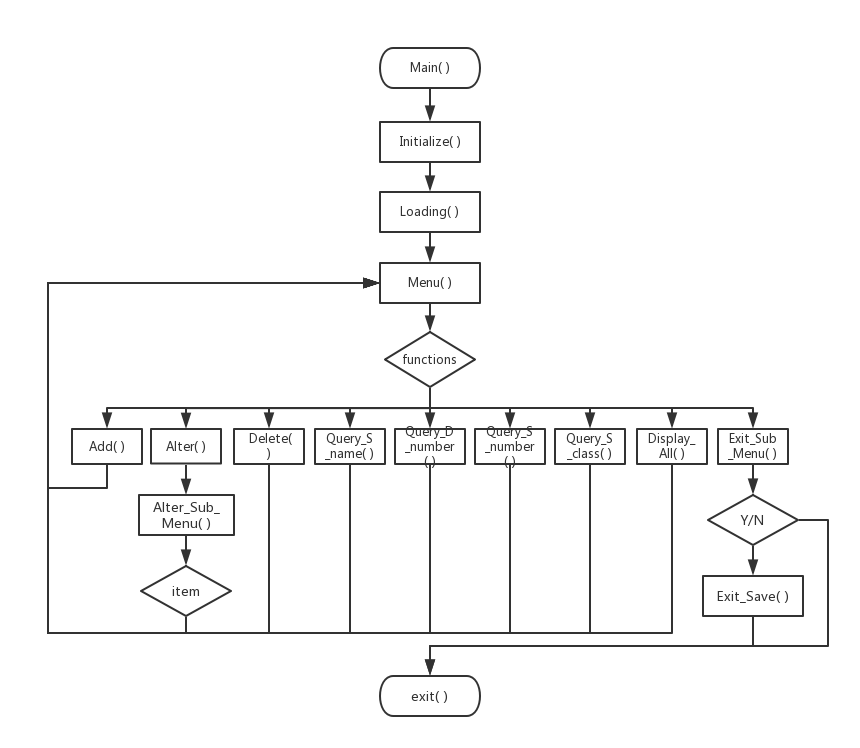 Main( )
Initialize( )
Loading( )
Menu( )
functions
Add( )
Alter( )
Delete(
)
Query_S
_name( )
Query_D
_number
( )
Query_S
_number
( )
Query_S
_class( )
Display_
All( )
Exit_Sub
_Menu( )
Alter_Sub_
Menu( )
Y/N
item
Exit_Save( )
exit( )